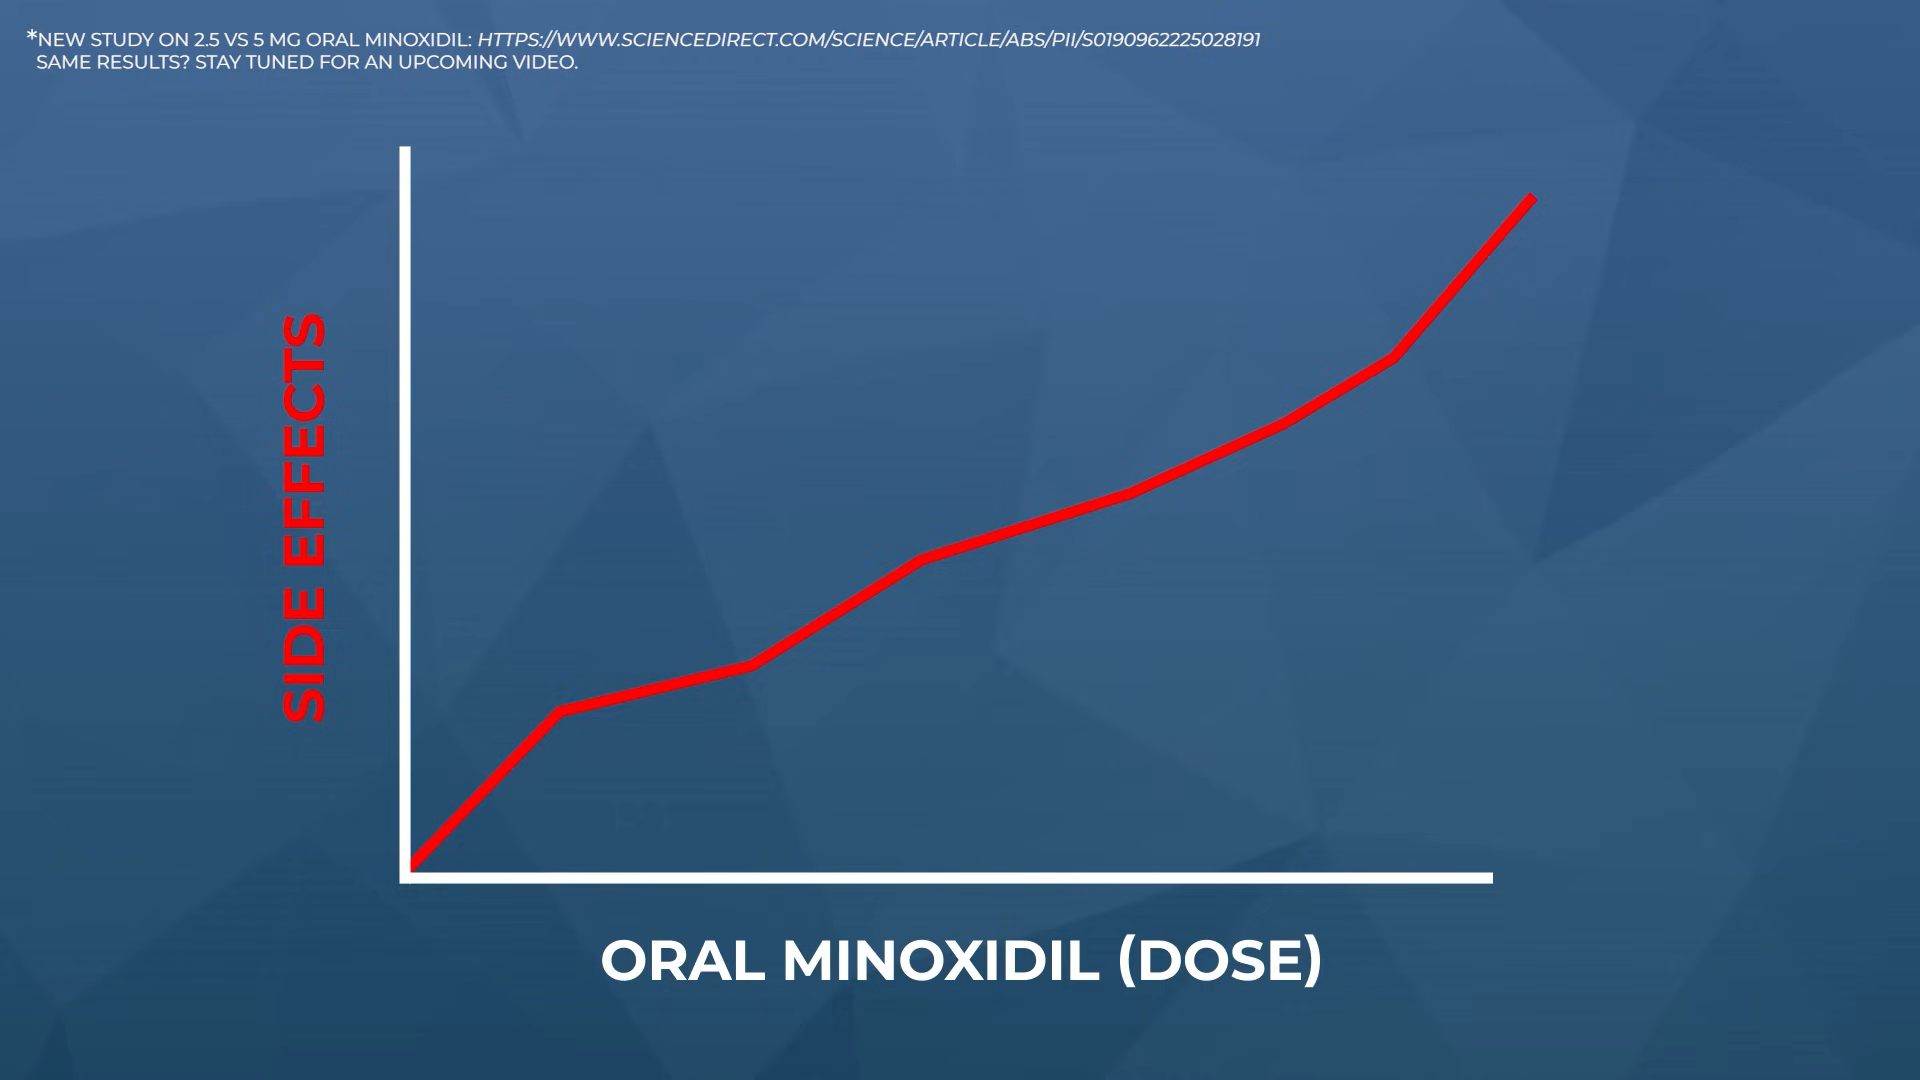 *NEW STUDY ON 2.5 VS 5 MG ORAL MINOXIDIL: HTTPS://WWW.SCIENCEDIRECT.COM/SCIENCE/ARTICLE/ABS/PII/S0190962225028191
SAME RESULTS? STAY TUNED FOR AN UPCOMING VIDEO.
SIDE EFFECTS
ORAL MINOXIDIL (DOSE)